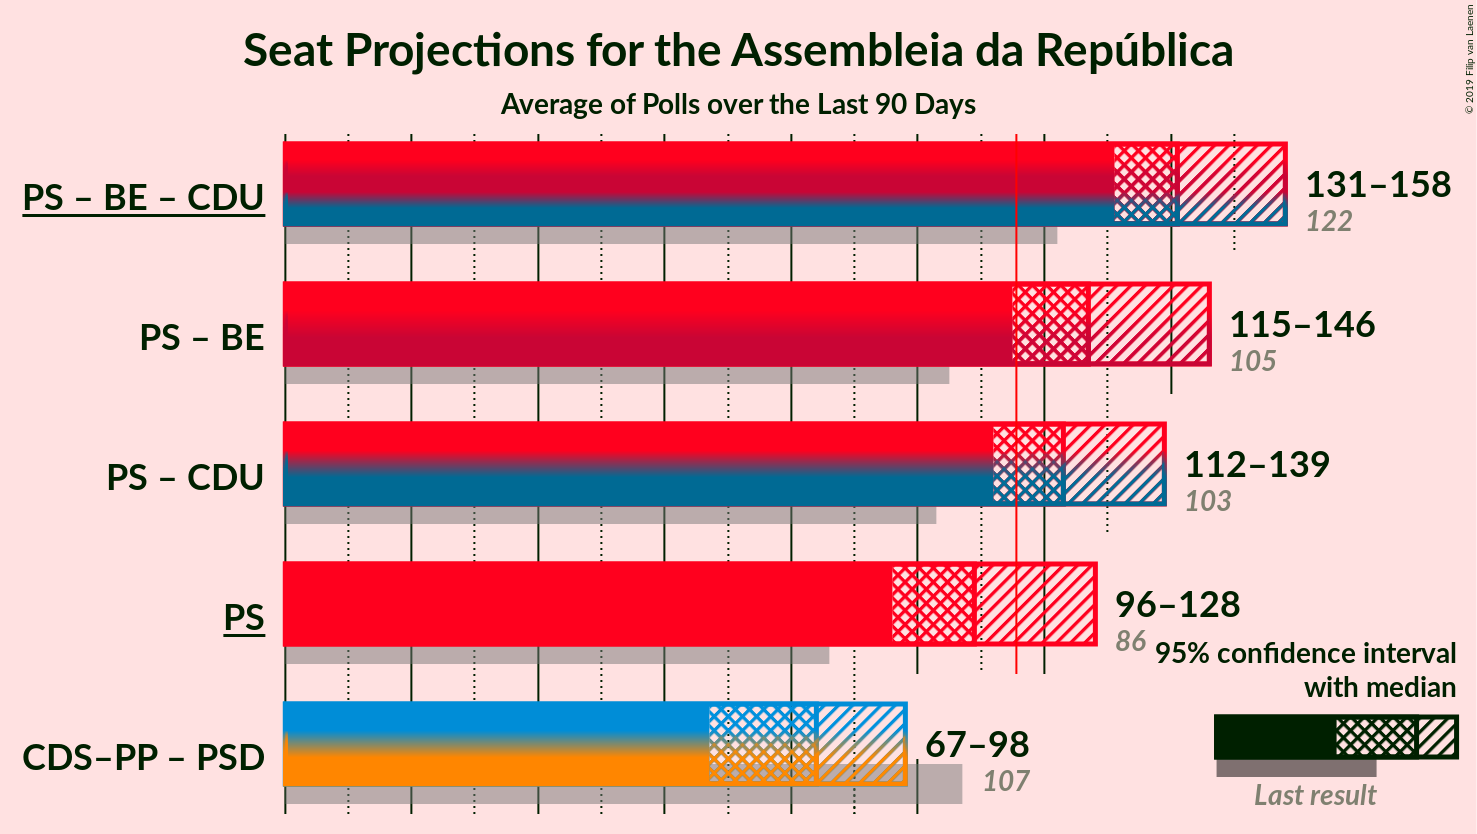 Seat Projections for the Assembleia da República
Average of Polls over the Last 90 Days
© 2019 Filip van Laenen
PS – BE – CDU
131–158
122
PS – BE
115–146
105
PS – CDU
112–139
103
PS
96–128
86
95% confidence interval
with median
CDS–PP – PSD
67–98
107
Last result